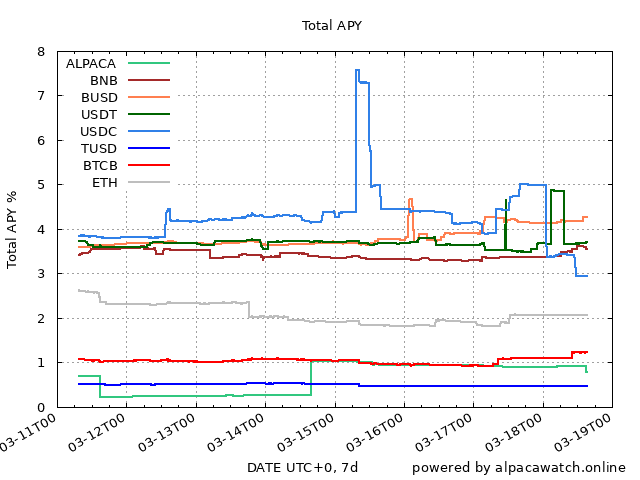 Total APY
Total APY %
8
7
6
5
4
3
2
1
0
ALPACA
BNB
BUSD
USDT
USDC
TUSD
BTCB
ETH
03-11T00
03-12T00
03-13T00
03-14T00
03-15T00
03-16T00
03-17T00
03-18T00
03-19T00
DATE UTC+0, 7d
powered by alpacawatch.online